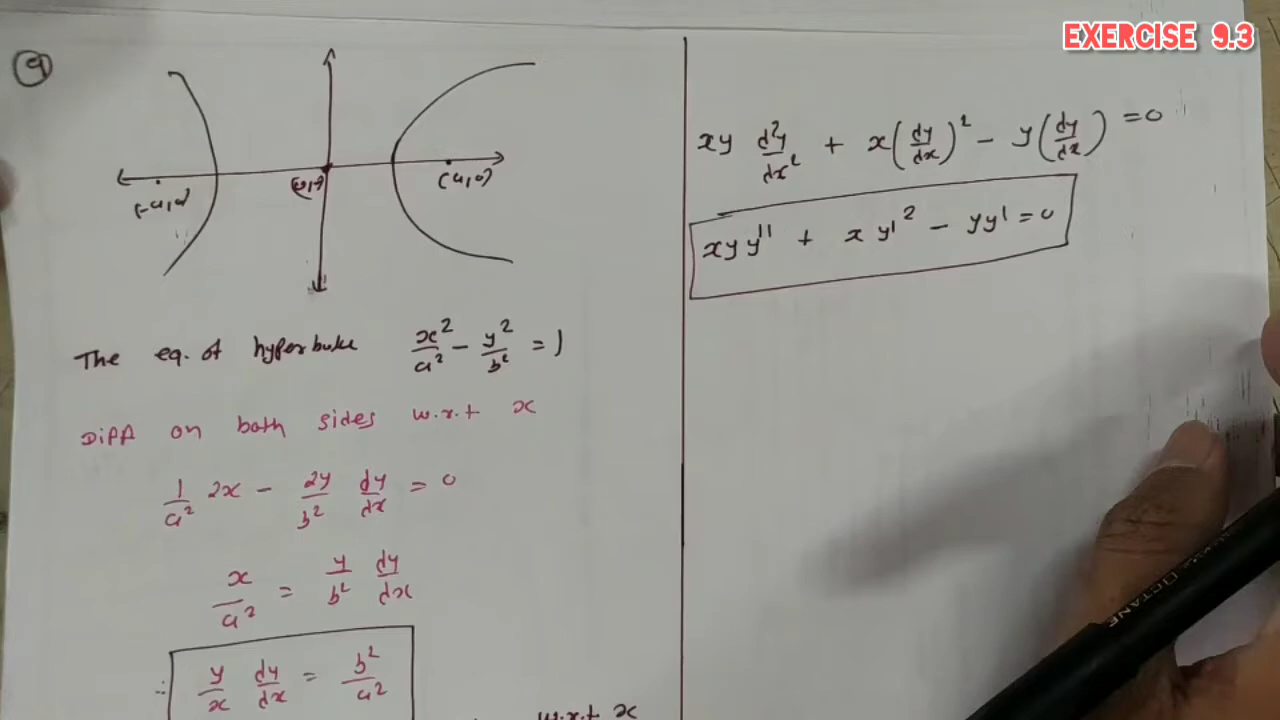 EXERCISE 9.3
9
(-a,0)
(a,0)
The eq. of hyperbola x²/a² - y²/b² = 1
Diff on both sides w.r.t x
1/a² 2x - 2y/b² dy/dx = 0
x/a² = y/b² dy/dx
∴ y/x dy/dx = b²/a²
w.r.t x
xy d²y/dx² + x(dy/dx)² - y(dy/dx) = 0
xyy'' + xy'² - yy' = 0